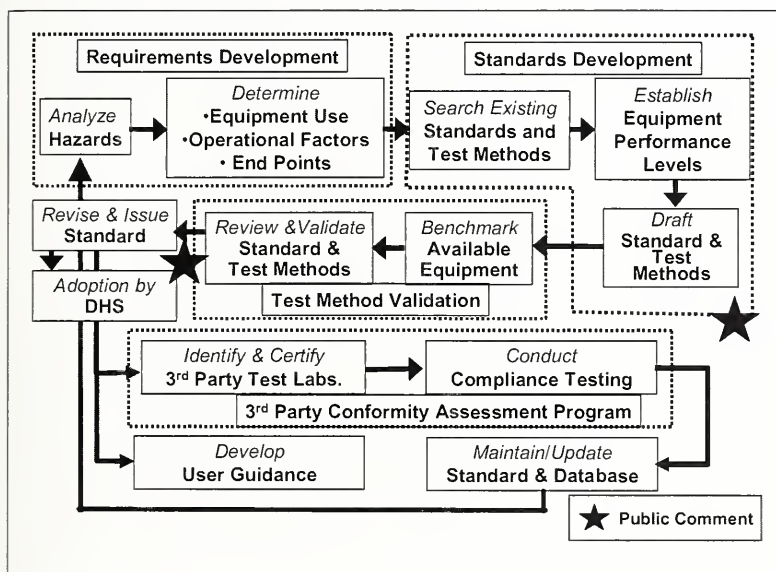 Requirements Development
Analyze
Hazards
Determine
•Equipment Use
•Operational Factors
• End Points
Standards Development
Search Existing
Standards and
Test Methods
Establish
Equipment
Performance
Levels
Draft
Standard & Test
Methods
Benchmark
Available
Equipment
Review &Validate
Standard &
Test Methods
Test Method Validation
Revise & Issue
Standard
Adoption by
DHS
Identify & Certify
3rd Party Test Labs.
Conduct
Compliance Testing
3rd Party Conformity Assessment Program
Develop
User Guidance
Maintain/Update
Standard & Database
Public Comment